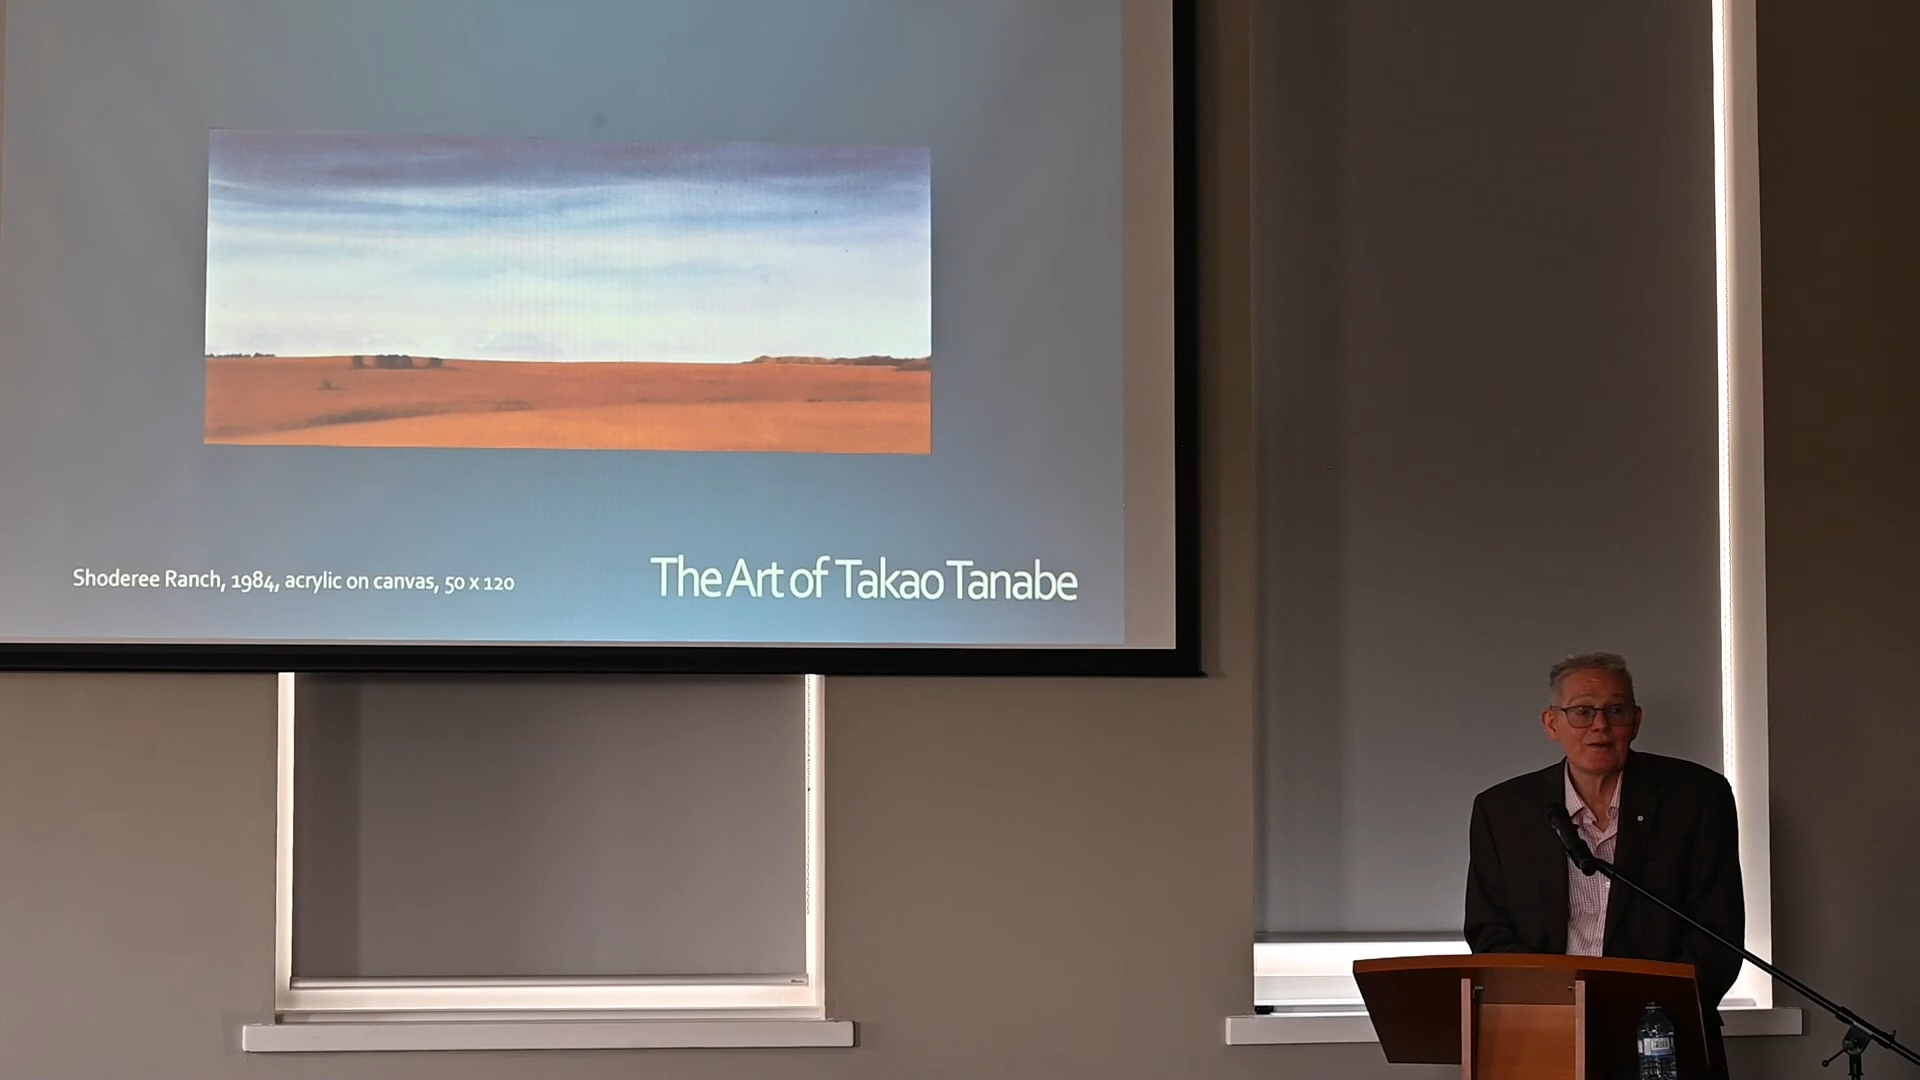 Shoderee Ranch, 1984, acrylic on canvas, 50 x 120
The Art of Takao Tanabe